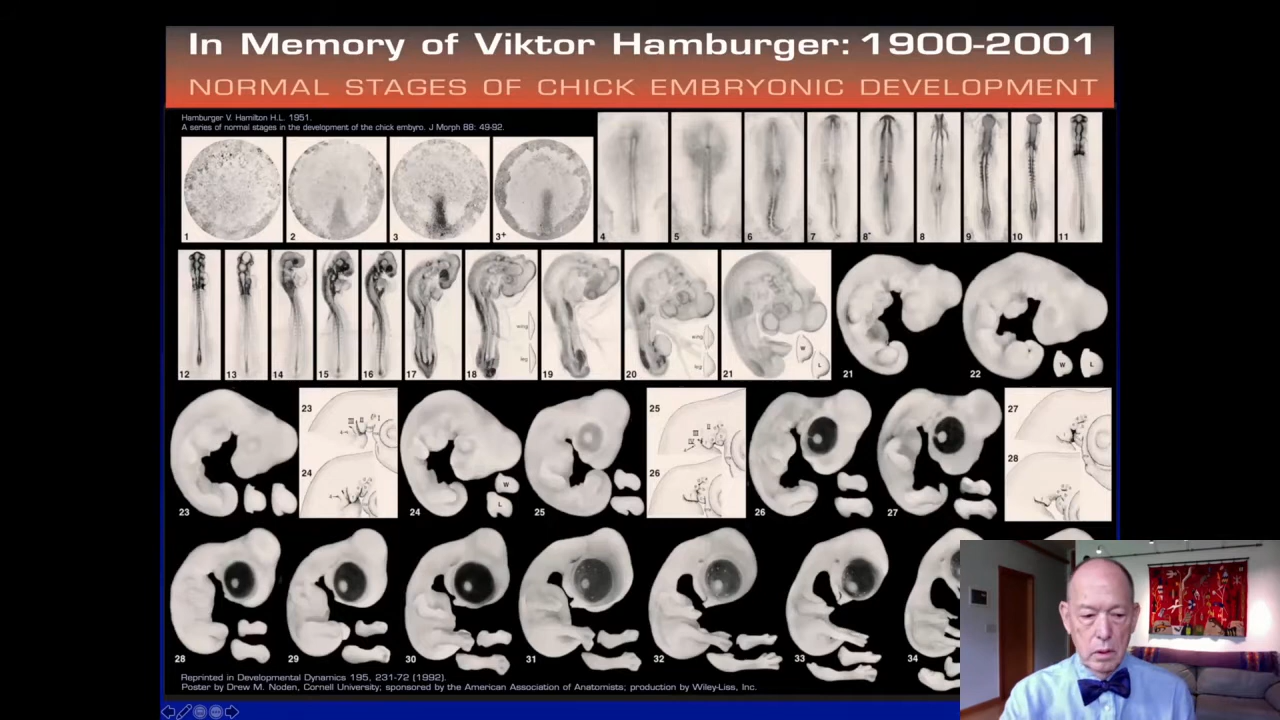 In Memory of Viktor Hamburger: 1900-2001
NORMAL STAGES OF CHICK EMBRYONIC DEVELOPMENT
Hamburger V. Hamilton H.L. 1951.
A series of normal stages in the development of the chick embyro. J Morph 88: 49-92.
1 2 3 3+ 4 5 6 7 8- 8 9 10 11
wing W
leg wing L
leg
12 13 14 15 16 17 18 19 20 21 21 22 W L
23 25 27
24 W 26 28
L
23 24 25 26 27
28 29 30 31 32 33 34
Reprinted in Developmental Dynamics 195, 231-72 (1992).
Poster by Drew M. Noden, Cornell University; sponsored by the American Association of Anatomists; production by Wiley-Liss, Inc.